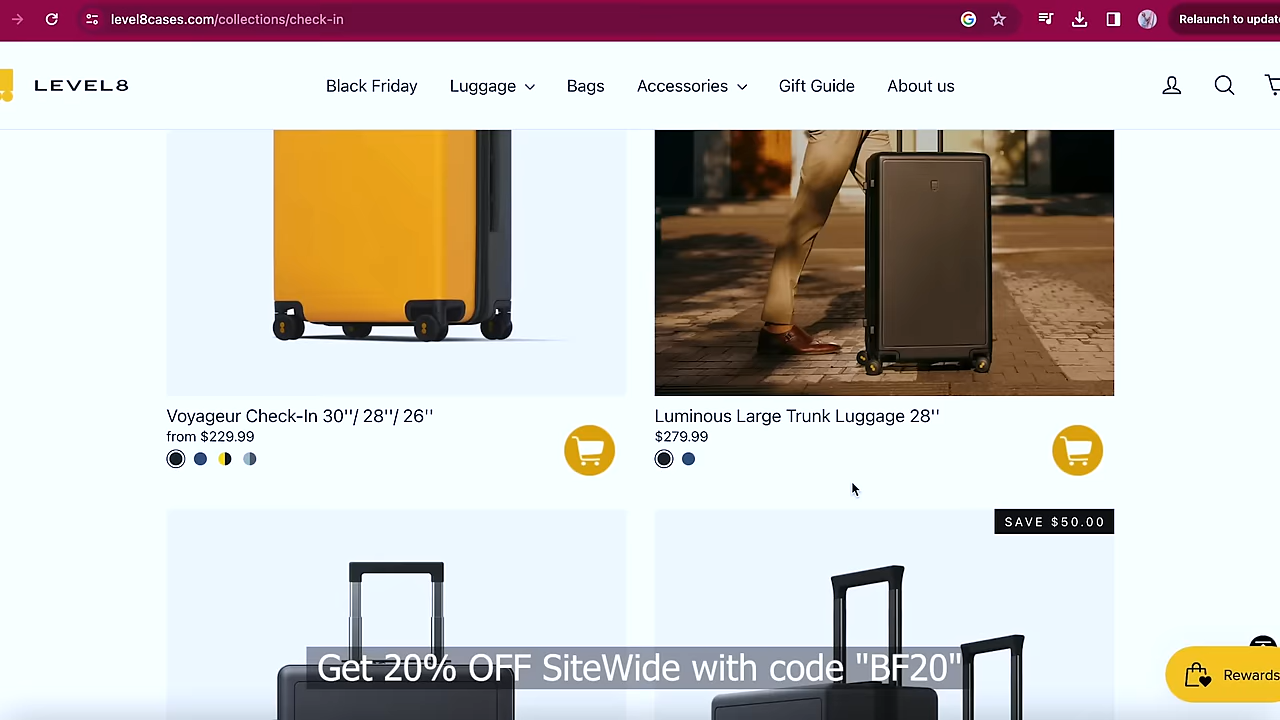 level8cases.com/collections/check-in
Relaunch to update
LEVEL8
Black Friday
Luggage
Bags
Accessories
Gift Guide
About us
Voyageur Check-In 30''/ 28''/ 26''
from $229.99
Luminous Large Trunk Luggage 28''
$279.99
SAVE $50.00
Get 20% OFF SiteWide with code "BF20"
Rewards